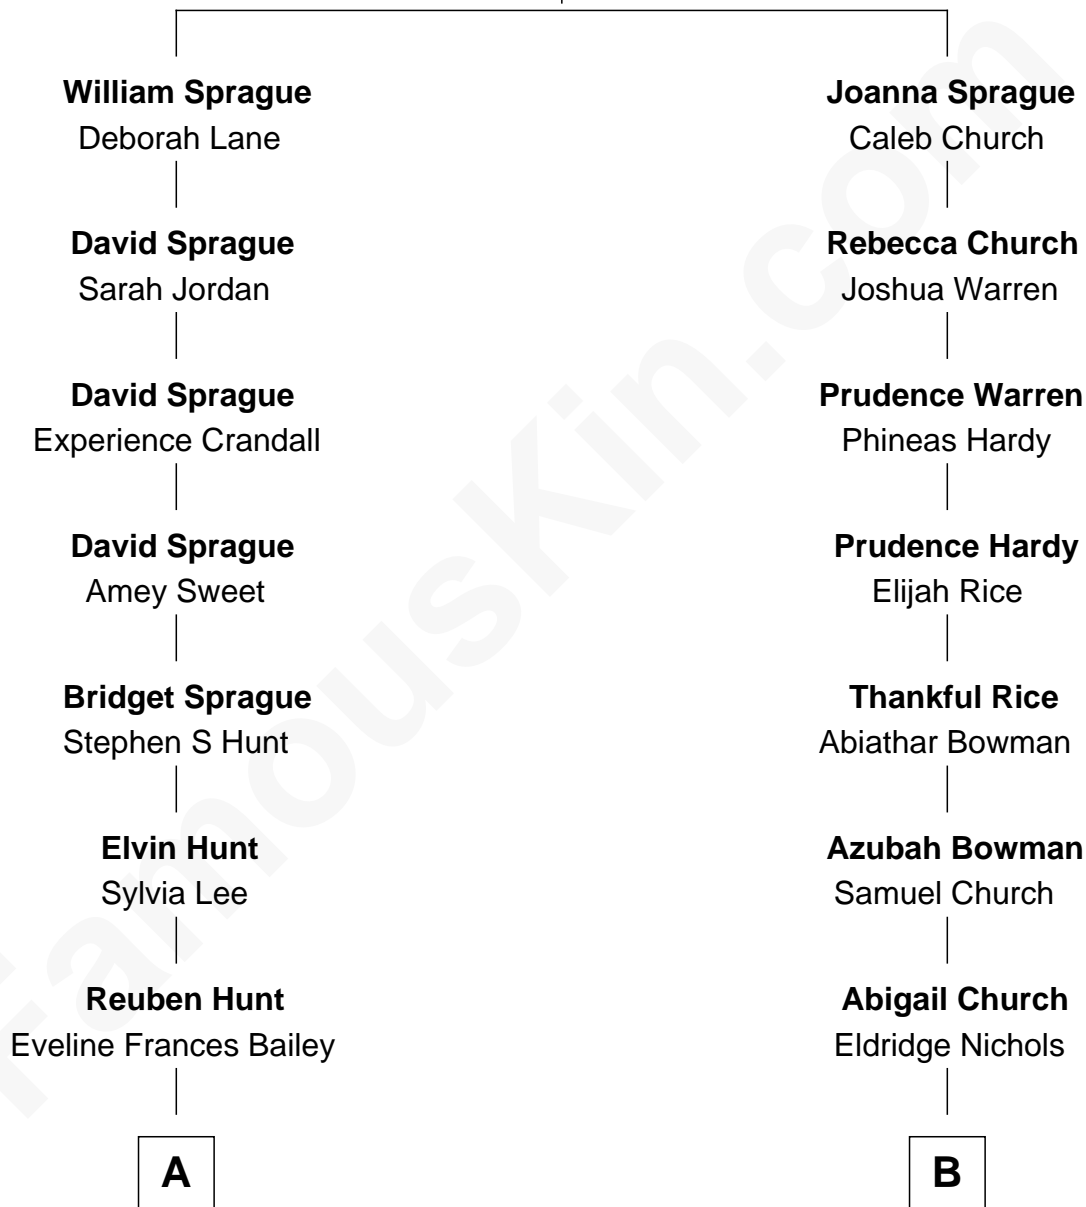 William Sprague
Deborah Lane
David Sprague
Sarah Jordan
David Sprague
Experience Crandall
David Sprague
Amey Sweet
Bridget Sprague
Stephen S Hunt
Elvin Hunt
Sylvia Lee
Reuben Hunt
Eveline Frances Bailey
A
Joanna Sprague
Caleb Church
Rebecca Church
Joshua Warren
Prudence Warren
Phineas Hardy
Prudence Hardy
Elijah Rice
Thankful Rice
Abiathar Bowman
Azubah Bowman
Samuel Church
Abigail Church
Eldridge Nichols
B
FamousKin.com